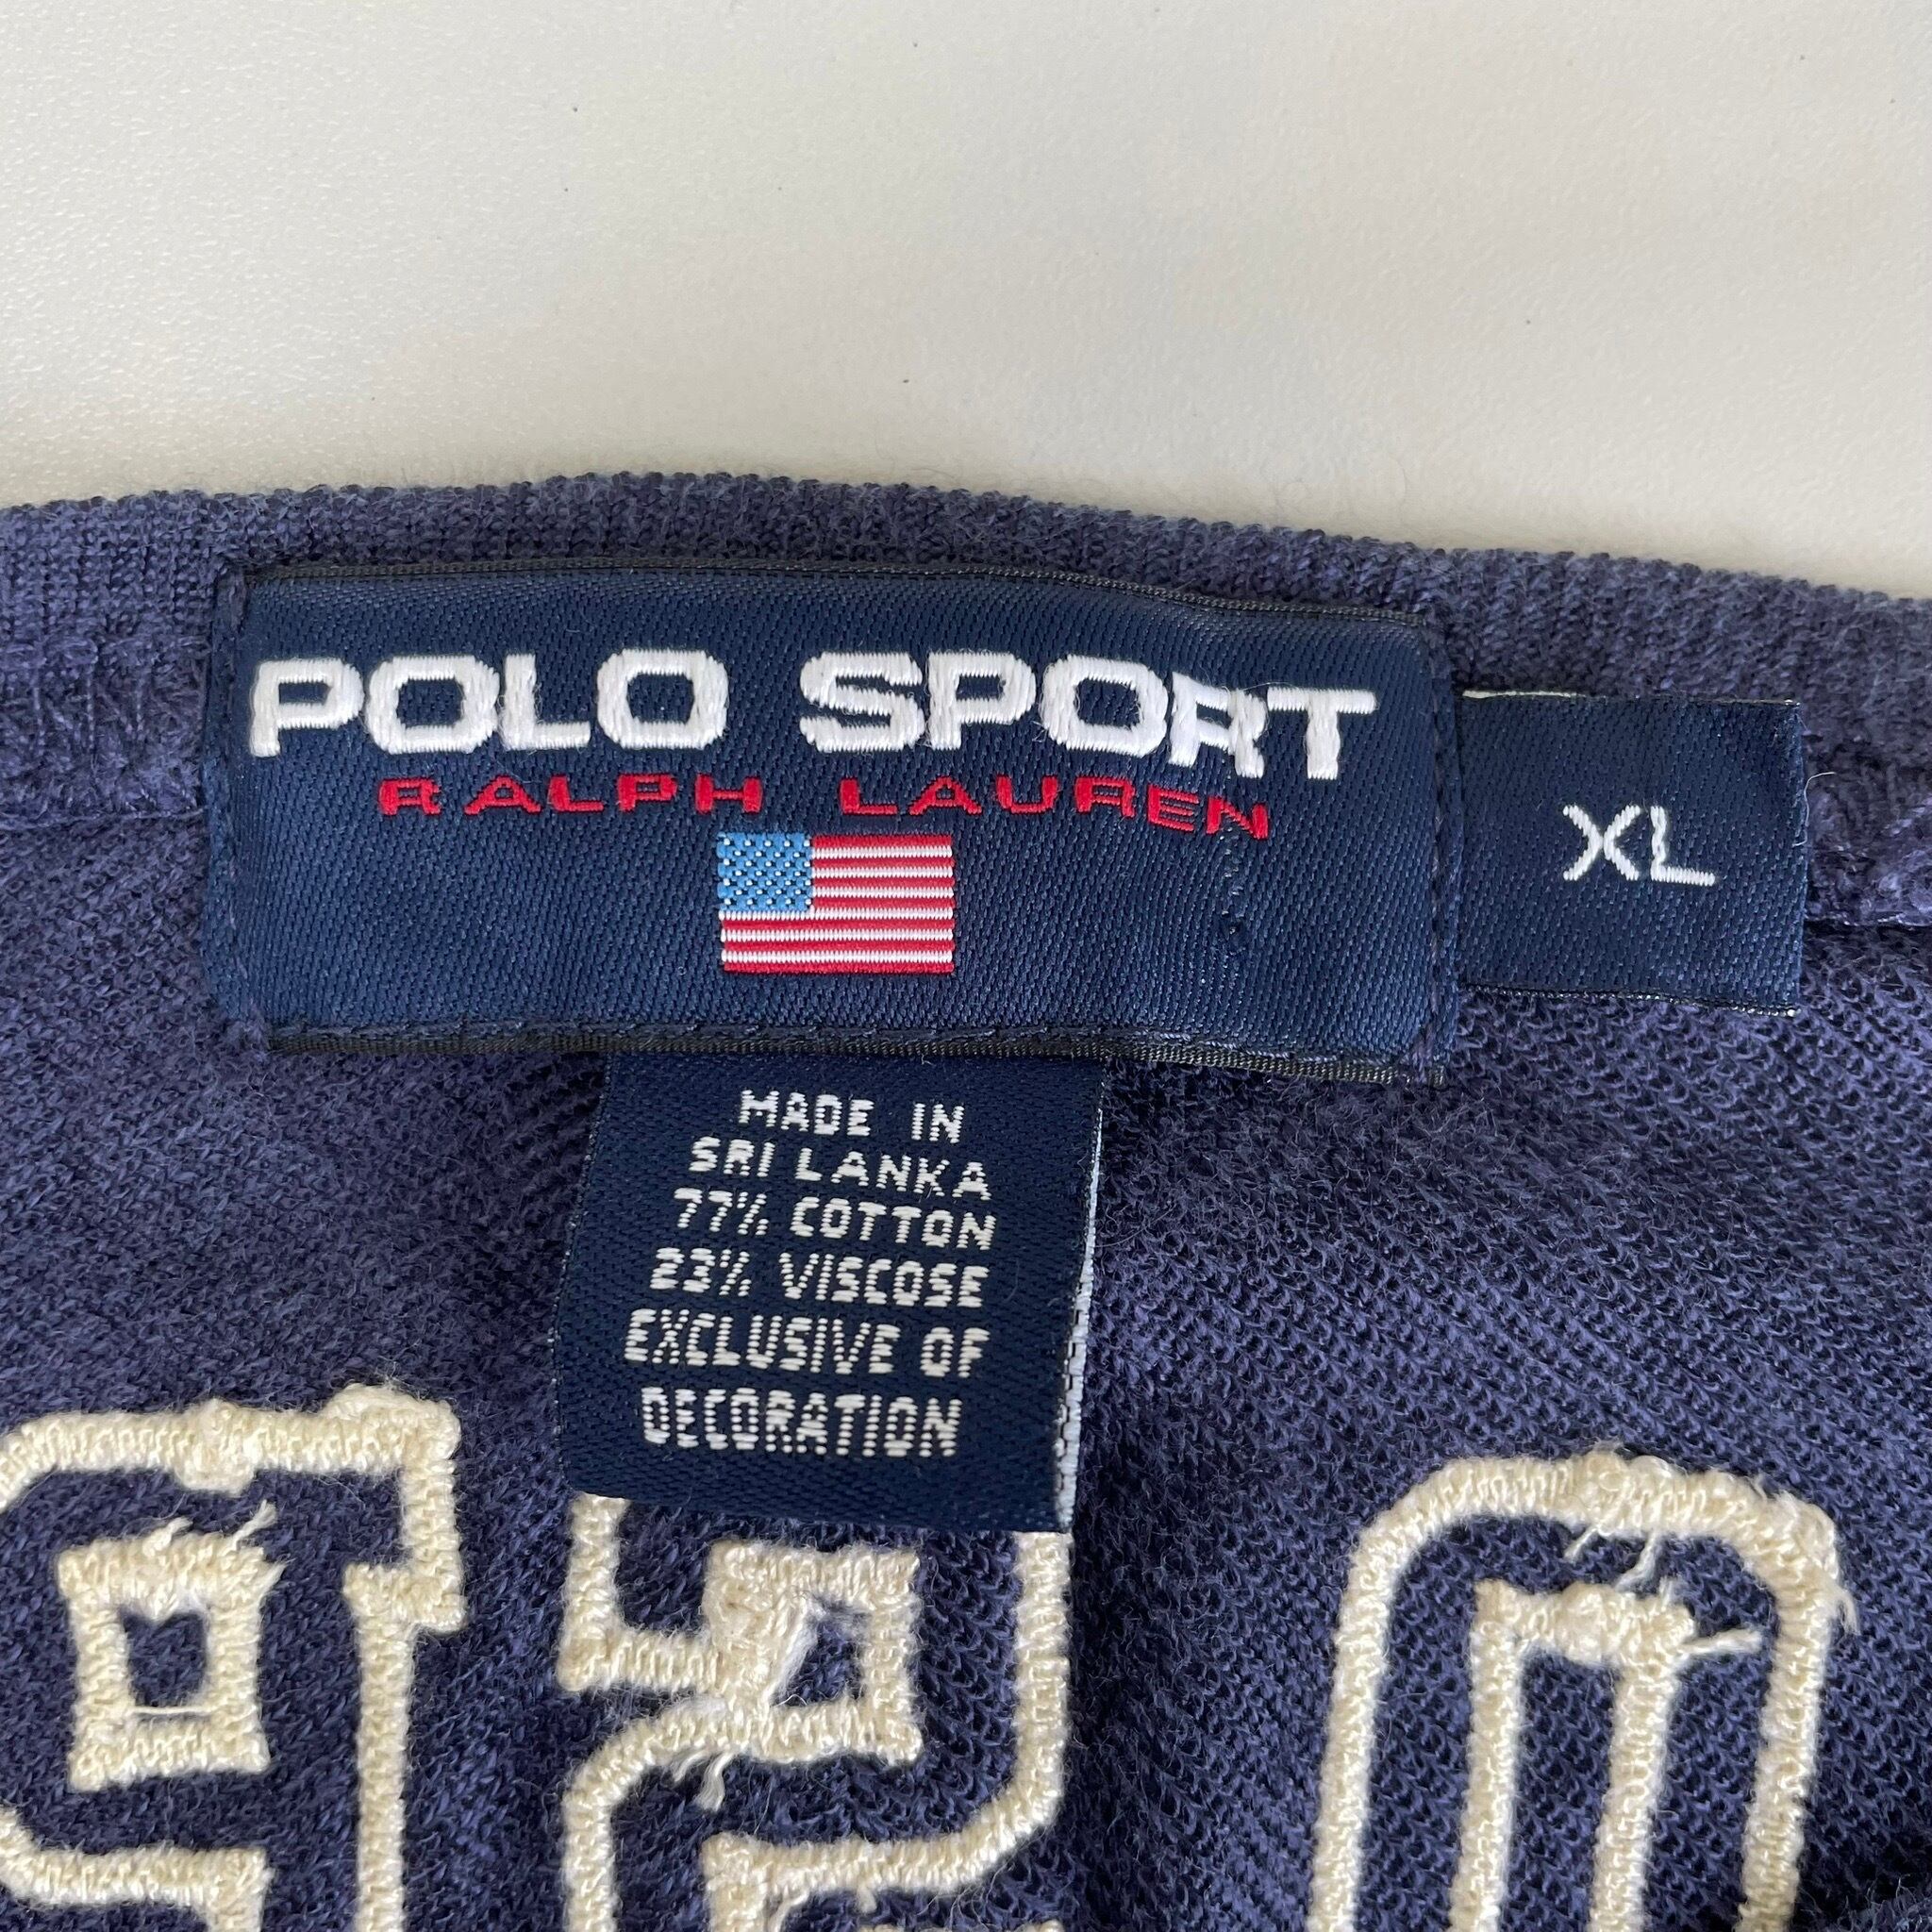 POLO SPORT
RALPH LAUREN
XL
MADE IN
SRI LANKA
77% COTTON
23% VISCOSE
EXCLUSIVE OF
DECORATION